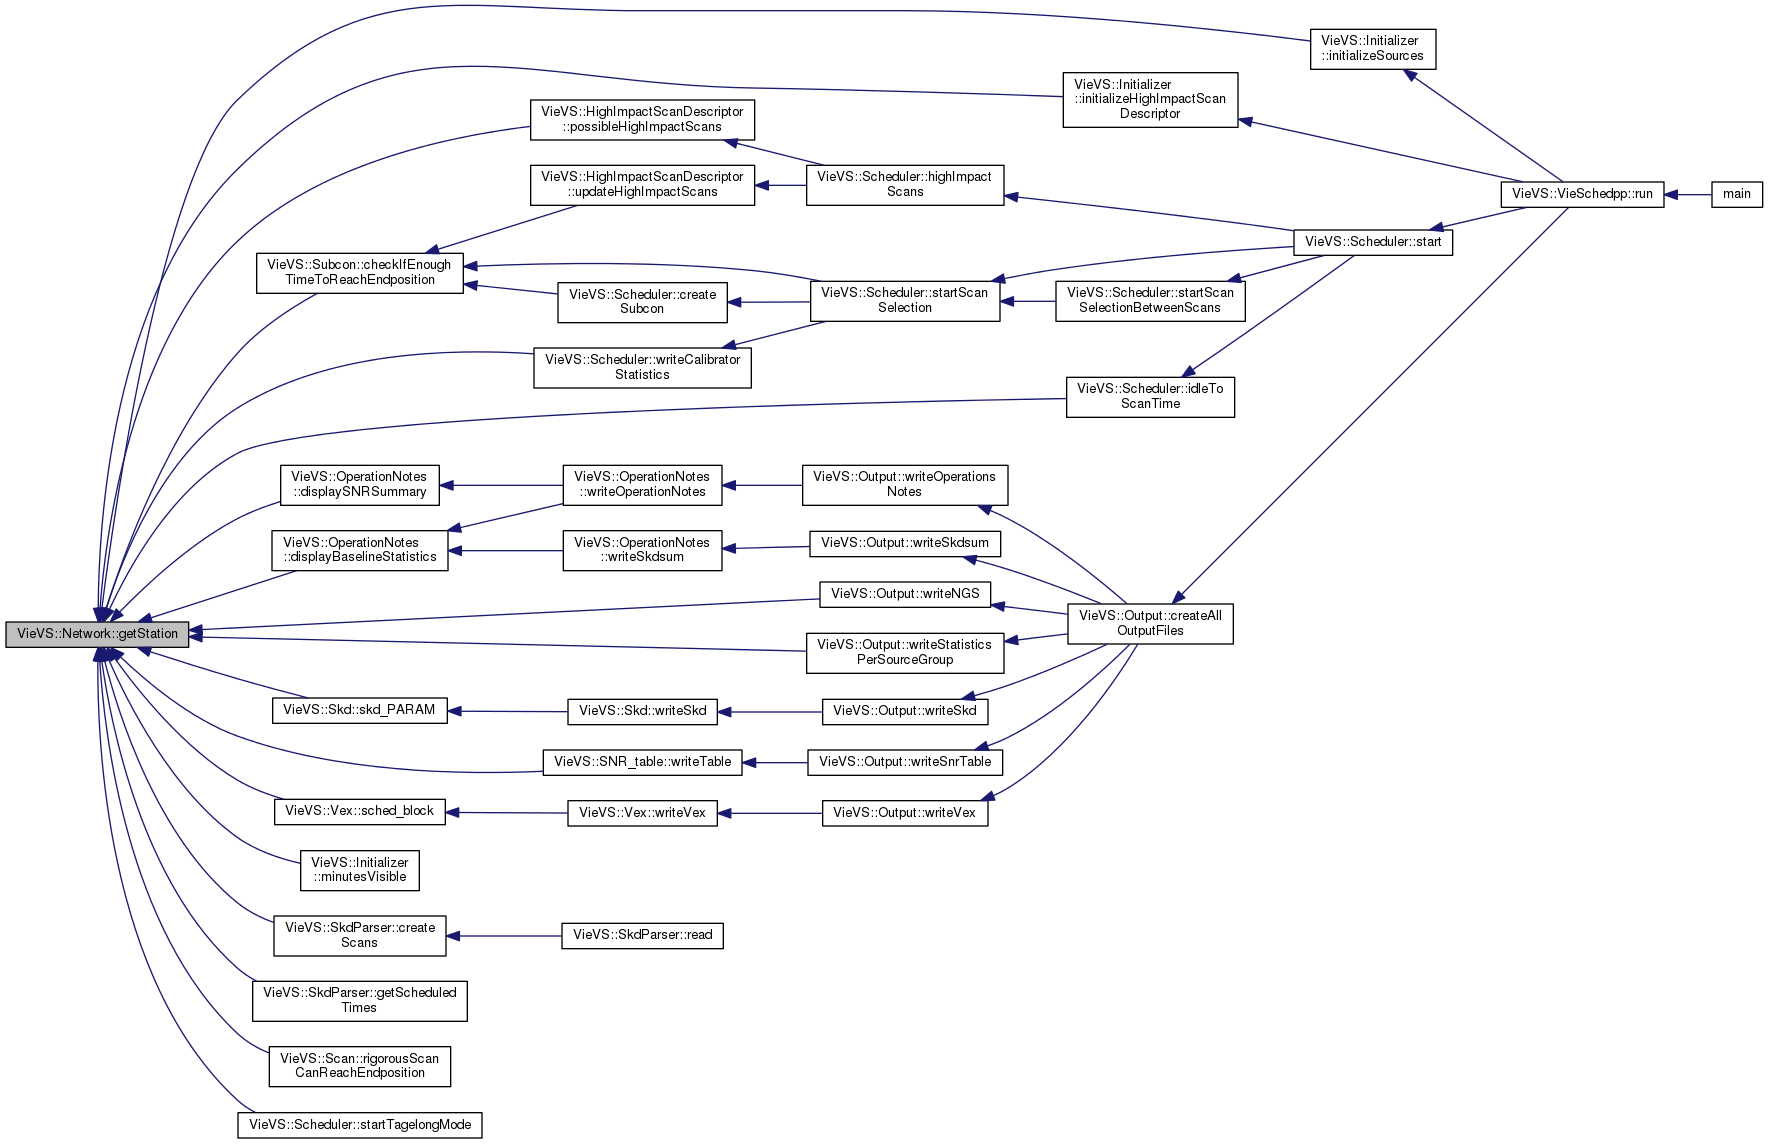 VieVS::Initializer
::initializeSources
VieVS::Initializer
::initializeHighImpactScan
Descriptor
VieVS::HighImpactScanDescriptor
::possibleHighImpactScans
VieVS::HighImpactScanDescriptor
::updateHighImpactScans
VieVS::Scheduler::highImpact
Scans
VieVS::VieSchedpp::run
main
VieVS::Scheduler::start
VieVS::Subcon::checkIfEnough
TimeToReachEndposition
VieVS::Scheduler::create
Subcon
VieVS::Scheduler::startScan
Selection
VieVS::Scheduler::startScan
SelectionBetweenScans
VieVS::Scheduler::writeCalibrator
Statistics
VieVS::Scheduler::idleTo
ScanTime
VieVS::OperationNotes
::displaySNRSummary
VieVS::OperationNotes
::writeOperationNotes
VieVS::Output::writeOperations
Notes
VieVS::OperationNotes
::displayBaselineStatistics
VieVS::OperationNotes
::writeSkdsum
VieVS::Output::writeSkdsum
VieVS::Output::writeNGS
VieVS::Output::createAll
OutputFiles
VieVS::Network::getStation
VieVS::Output::writeStatistics
PerSourceGroup
VieVS::Skd::skd_PARAM
VieVS::Skd::writeSkd
VieVS::Output::writeSkd
VieVS::SNR_table::writeTable
VieVS::Output::writeSnrTable
VieVS::Vex::sched_block
VieVS::Vex::writeVex
VieVS::Output::writeVex
VieVS::Initializer
::minutesVisible
VieVS::SkdParser::create
Scans
VieVS::SkdParser::read
VieVS::SkdParser::getScheduled
Times
VieVS::Scan::rigorousScan
CanReachEndposition
VieVS::Scheduler::startTagelongMode